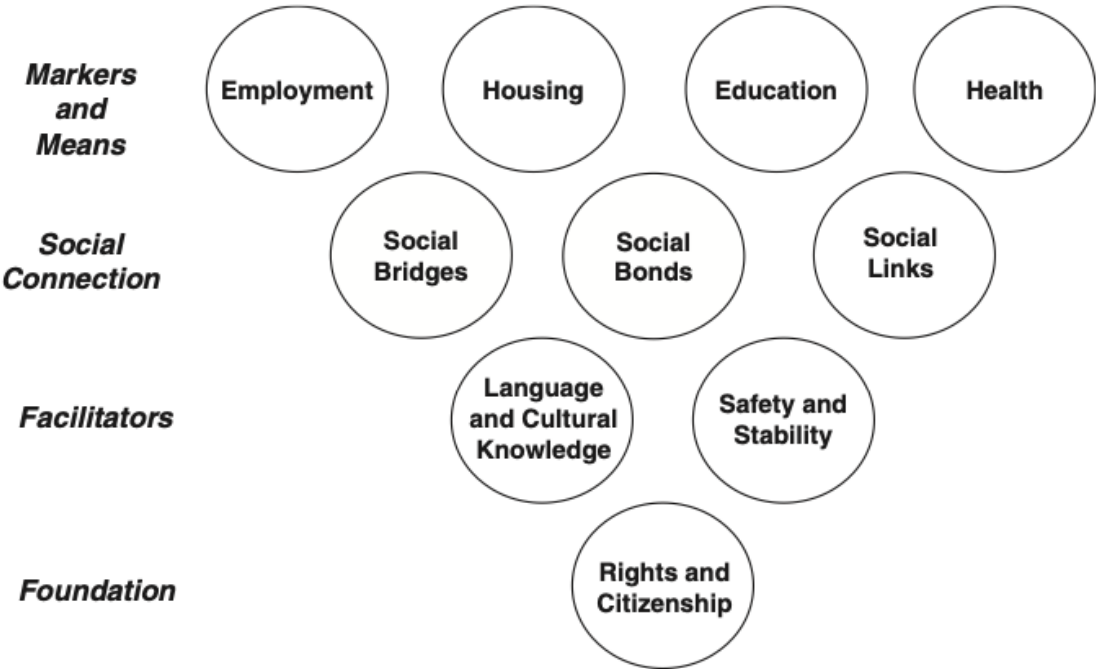 Markers
and
Means
Employment
Housing
Education
Health
Social
Connection
Social
Bridges
Social
Bonds
Social
Links
Facilitators
Language
and Cultural
Knowledge
Safety and
Stability
Foundation
Rights and
Citizenship